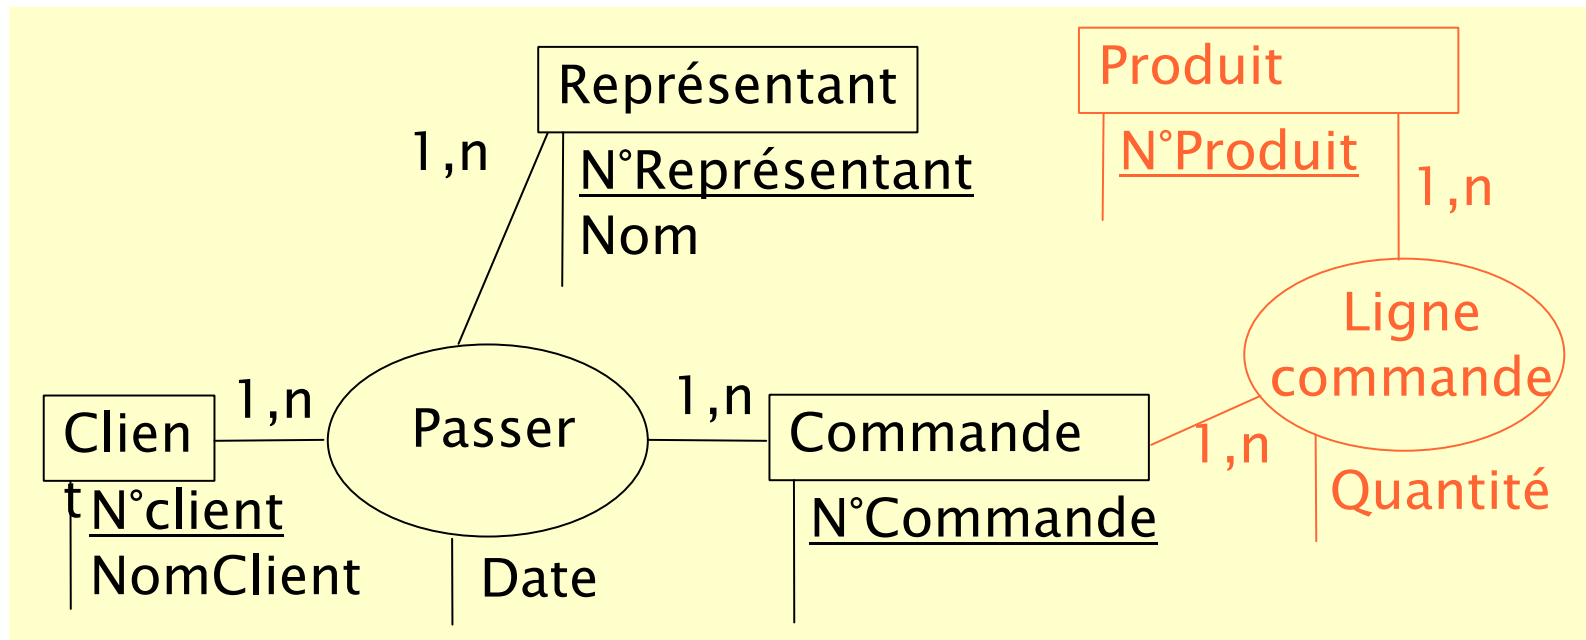 Représentant
N°Représentant
Nom
1,n
Produit
N°Produit
1,n
Ligne
commande
Quantité
1,n
Clien
t
N°client
NomClient
1,n
Passer
Date
1,n
Commande
N°Commande